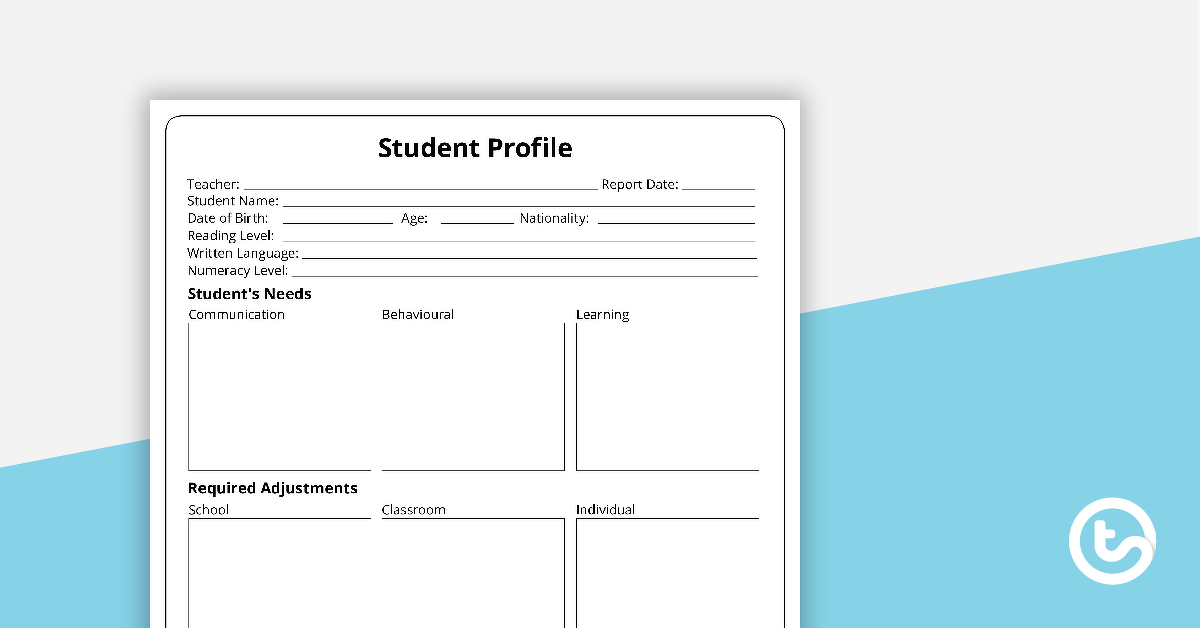 Student Profile
Teacher: Report Date:
Student Name:
Date of Birth: Age: Nationality:
Reading Level:
Written Language:
Numeracy Level:
Student's Needs
Communication Behavioural Learning
Required Adjustments
School Classroom Individual
ts